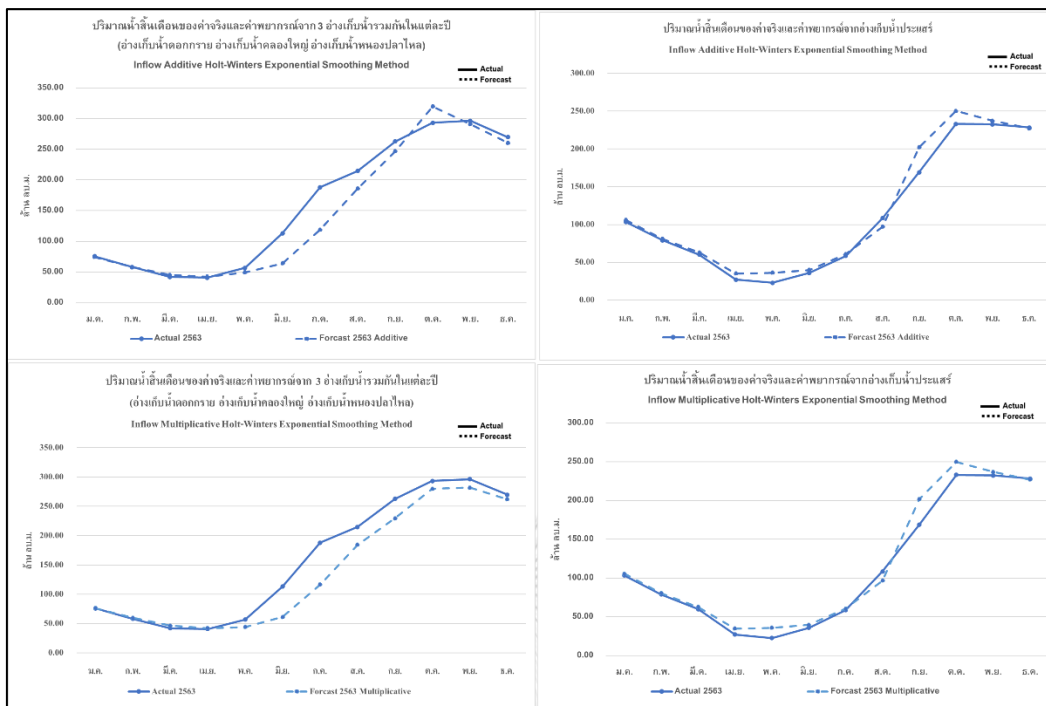 ปริมาณน้ำสิ้นเดือนของค่าจริงและค่าพยากรณ์จาก 3 อ่างเก็บน้ำรวมกันในแต่ละปี
(อ่างเก็บน้ำดอกกราย อ่างเก็บน้ำคลองใหญ่ อ่างเก็บน้ำหนองปลาไหล)
Inflow Additive Holt-Winters Exponential Smoothing Method
Actual
Forecast
350.00
300.00
250.00
200.00
150.00
100.00
50.00
0.00
ล้าน ลบ.ม.
ม.ค. ก.พ. มี.ค. เม.ย. พ.ค. มิ.ย. ก.ค. ส.ค. ก.ย. ต.ค. พ.ย. ธ.ค.
Actual 2563 Forcast 2563 Additive
ปริมาณน้ำสิ้นเดือนของค่าจริงและค่าพยากรณ์จากอ่างเก็บน้ำประแสร์
Inflow Additive Holt-Winters Exponential Smoothing Method
Actual
Forecast
300.00
250.00
200.00
150.00
100.00
50.00
0.00
ล้าน ลบ.ม.
ม.ค. ก.พ. มี.ค. เม.ย. พ.ค. มิ.ย. ก.ค. ส.ค. ก.ย. ต.ค. พ.ย. ธ.ค.
Actual 2563 Forcast 2563 Additive
ปริมาณน้ำสิ้นเดือนของค่าจริงและค่าพยากรณ์จาก 3 อ่างเก็บน้ำรวมกันในแต่ละปี
(อ่างเก็บน้ำดอกกราย อ่างเก็บน้ำคลองใหญ่ อ่างเก็บน้ำหนองปลาไหล)
Inflow Multiplicative Holt-Winters Exponential Smoothing Method
Actual
Forecast
350.00
300.00
250.00
200.00
150.00
100.00
50.00
0.00
ล้าน ลบ.ม.
ม.ค. ก.พ. มี.ค. เม.ย. พ.ค. มิ.ย. ก.ค. ส.ค. ก.ย. ต.ค. พ.ย. ธ.ค.
Actual 2563 Forcast 2563 Multiplicative
ปริมาณน้ำสิ้นเดือนของค่าจริงและค่าพยากรณ์จากอ่างเก็บน้ำประแสร์
Inflow Multiplicative Holt-Winters Exponential Smoothing Method
Actual
Forecast
300.00
250.00
200.00
150.00
100.00
50.00
0.00
ล้าน ลบ.ม.
ม.ค. ก.พ. มี.ค. เม.ย. พ.ค. มิ.ย. ก.ค. ส.ค. ก.ย. ต.ค. พ.ย. ธ.ค.
Actual 2563 Forcast 2563 Multiplicative